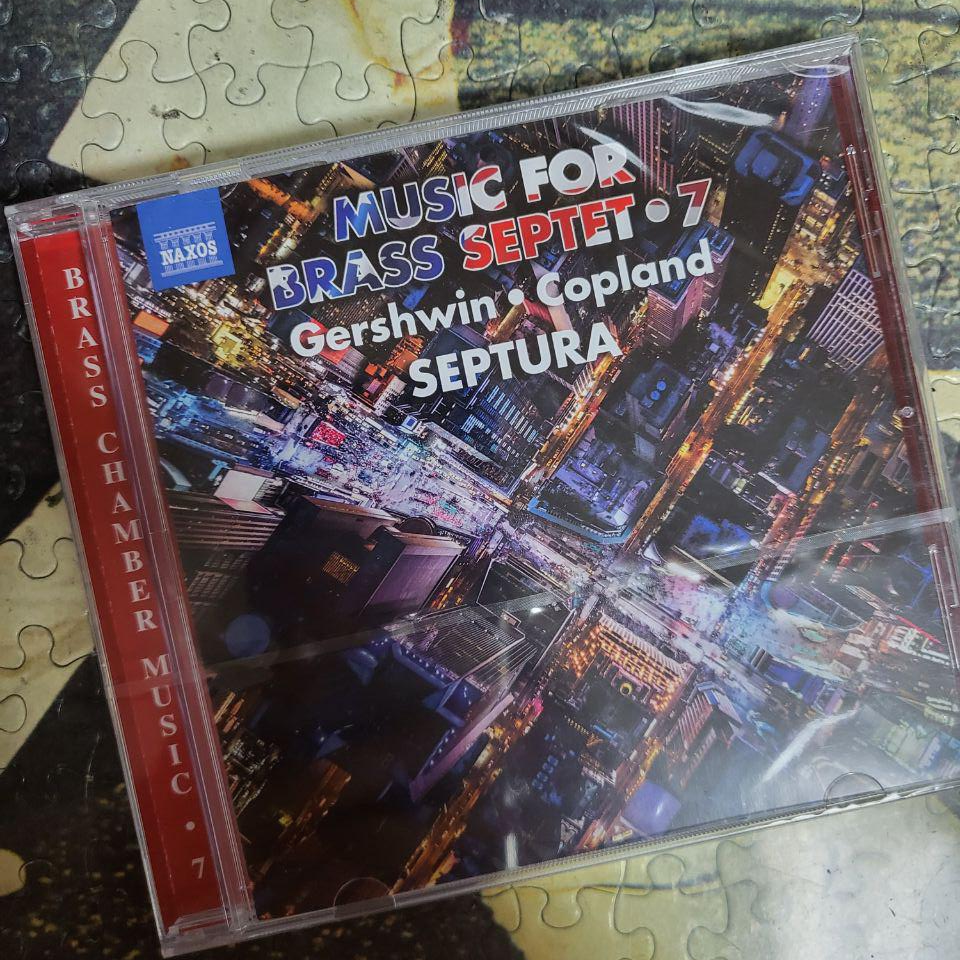 NAXOS
MUSIC FOR
BRASS SEPTET • 7
Gershwin • Copland
SEPTURA
BRASS CHAMBER MUSIC • 7